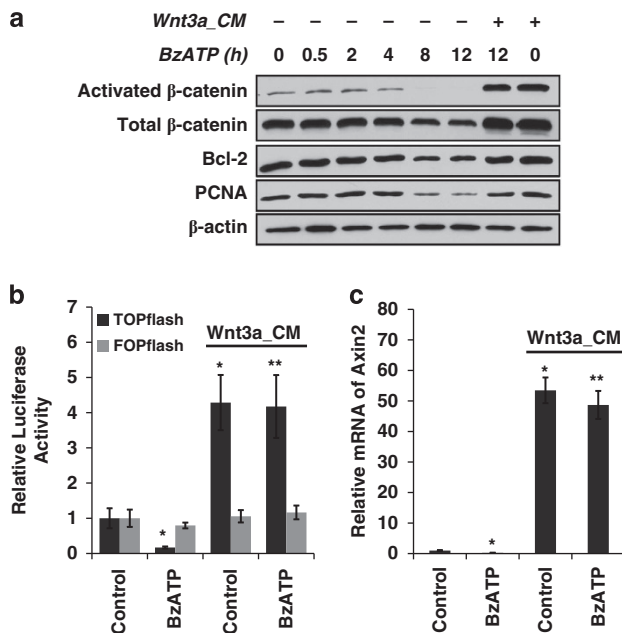 a
Wnt3a_CM – – – – – – + +
BzATP (h) 0 0.5 2 4 8 12 12 0
Activated β-catenin
Total β-catenin
Bcl-2
PCNA
β-actin
b
Relative Luciferase
Activity
7
6
5
4
3
2
1
0
TOPflash
FOPflash
Wnt3a_CM
*
*
**
Control
BzATP
Control
BzATP
c
Relative mRNA of Axin2
80
70
60
50
40
30
20
10
0
Wnt3a_CM
*
*
**
Control
BzATP
Control
BzATP